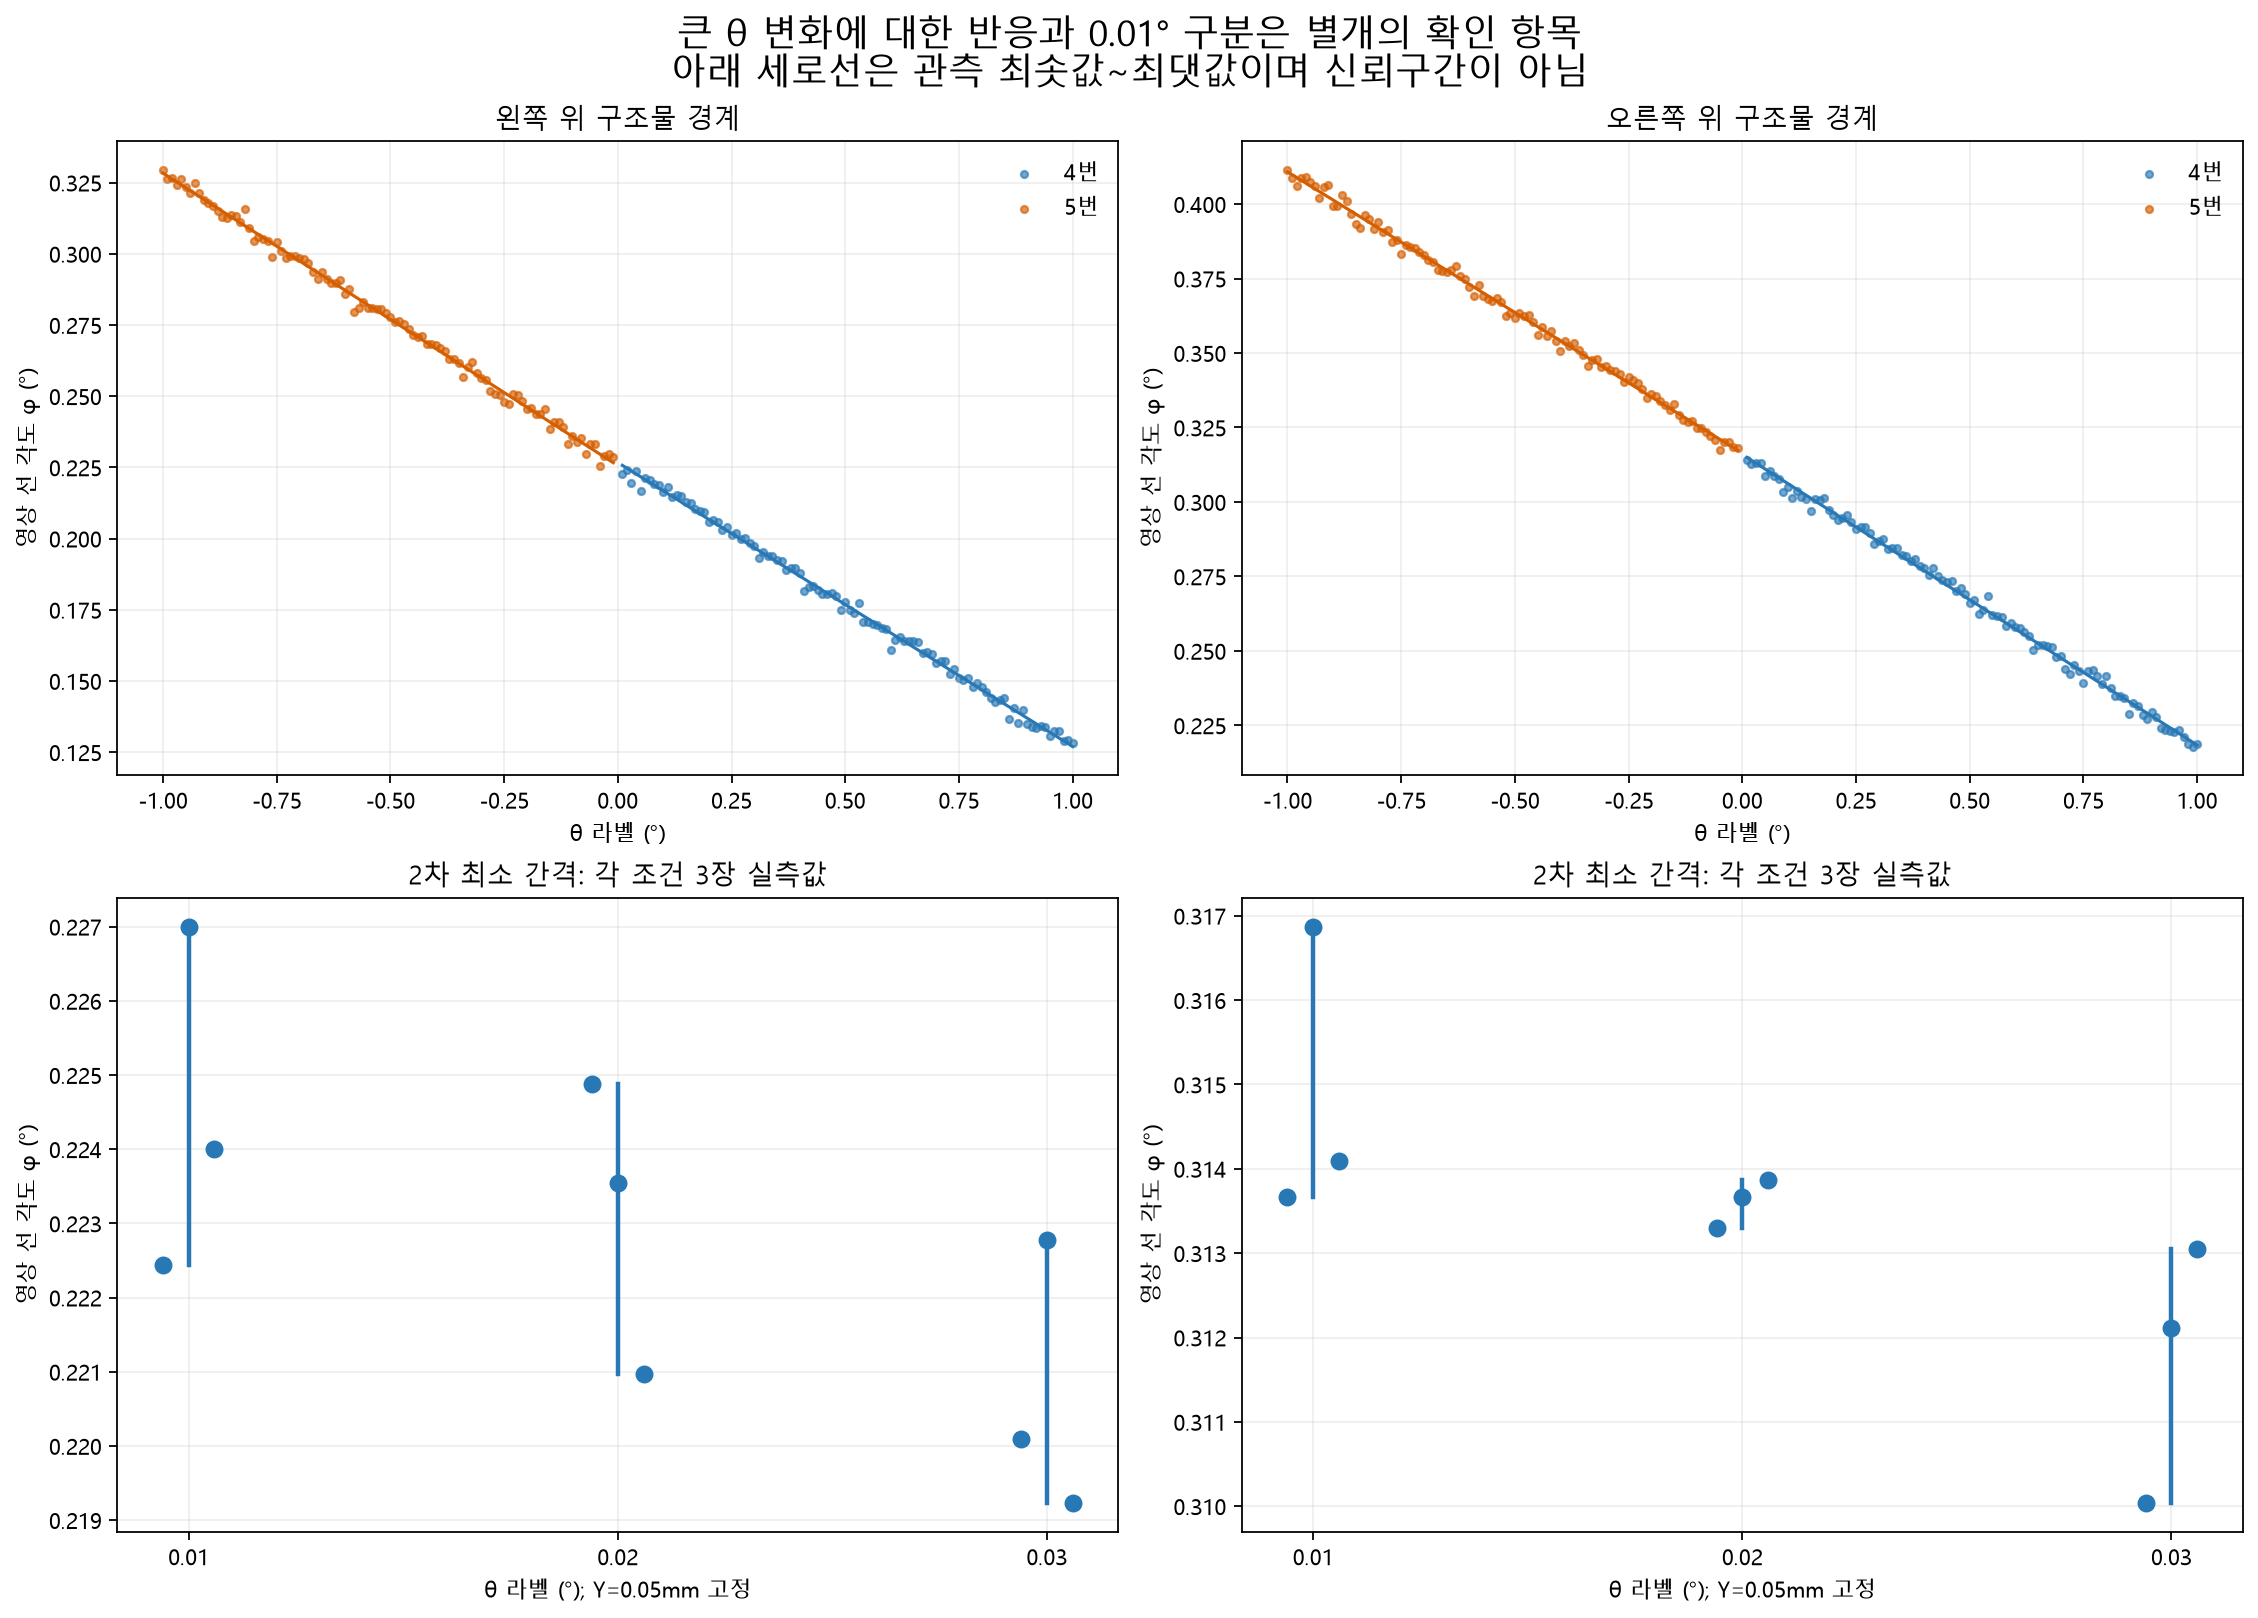 큰 θ 변화에 대한 반응과 0.01° 구분은 별개의 확인 항목
아래 세로선은 관측 최솟값~최댓값이며 신뢰구간이 아님
왼쪽 위 구조물 경계
4번
5번
영상 선 각도 φ (°)
0.325
0.300
0.275
0.250
0.225
0.200
0.175
0.150
0.125
-1.00 -0.75 -0.50 -0.25 0.00 0.25 0.50 0.75 1.00
θ 라벨 (°)
오른쪽 위 구조물 경계
4번
5번
영상 선 각도 φ (°)
0.400
0.375
0.350
0.325
0.300
0.275
0.250
0.225
-1.00 -0.75 -0.50 -0.25 0.00 0.25 0.50 0.75 1.00
θ 라벨 (°)
2차 최소 간격: 각 조건 3장 실측값
영상 선 각도 φ (°)
0.227
0.226
0.225
0.224
0.223
0.222
0.221
0.220
0.219
0.01 0.02 0.03
θ 라벨 (°); Y=0.05mm 고정
2차 최소 간격: 각 조건 3장 실측값
영상 선 각도 φ (°)
0.317
0.316
0.315
0.314
0.313
0.312
0.311
0.310
0.01 0.02 0.03
θ 라벨 (°); Y=0.05mm 고정